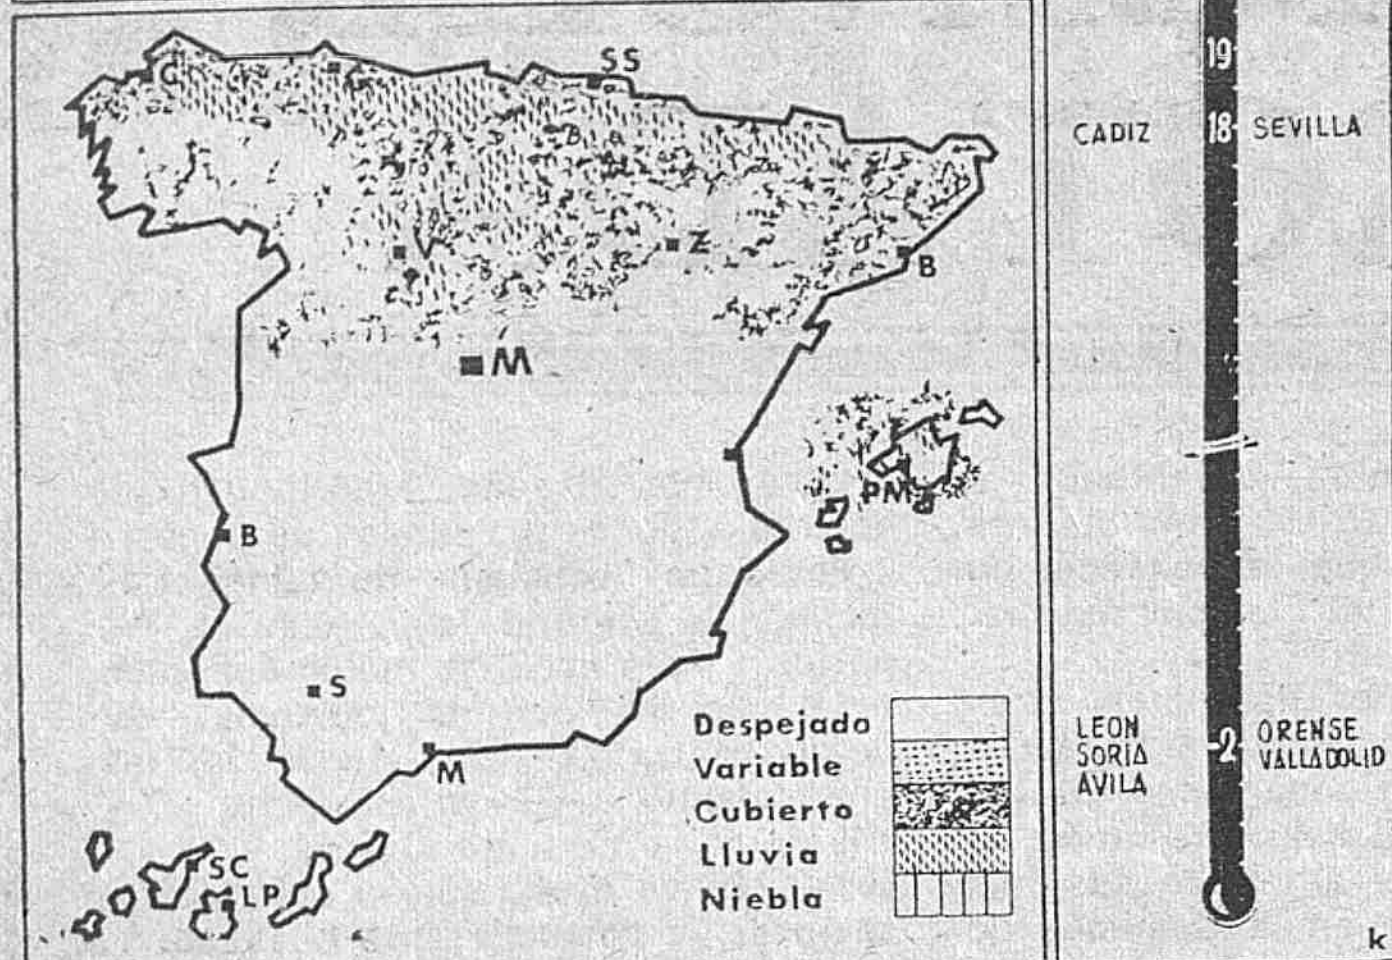 SS
C
V
Z
B
M
PM
B
S
M
SC
LP
Despejado
Variable
Cubierto
Lluvia
Niebla
19
CADIZ 18 SEVILLA
LEON
SORIA
AVILA
-2
ORENSE
VALLADOLID
k